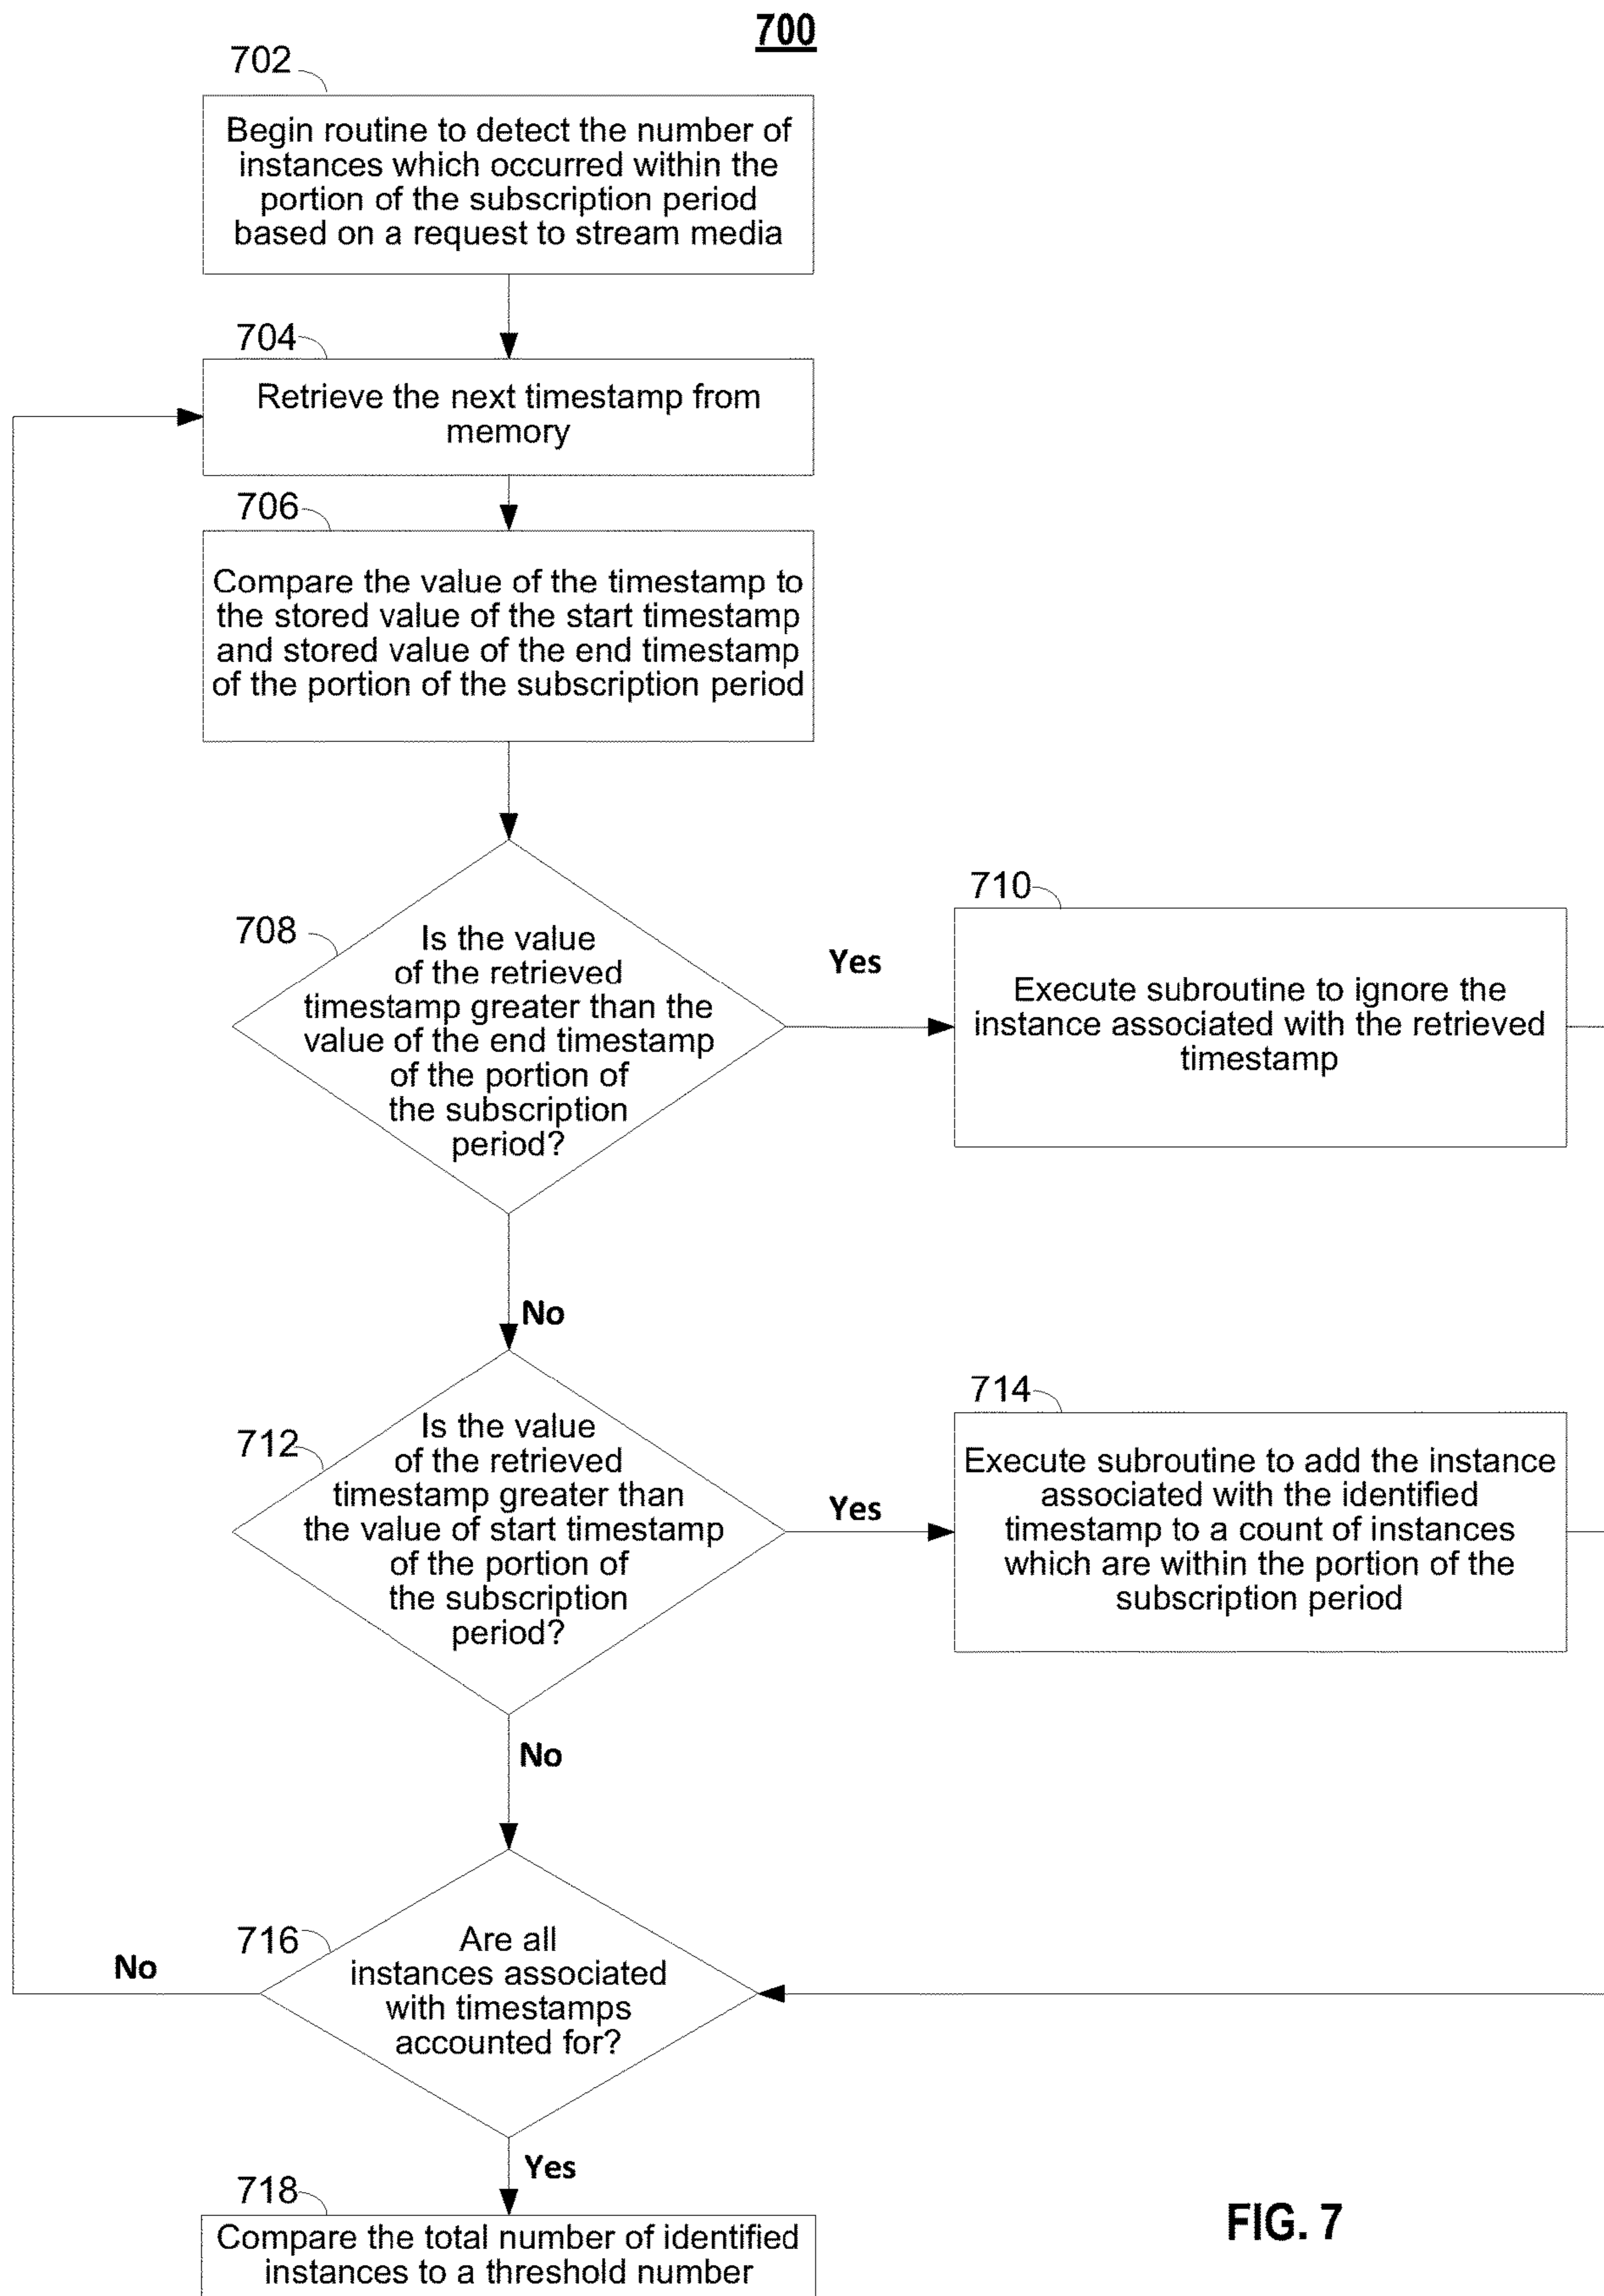 700
702
Begin routine to detect the number of
instances which occurred within the
portion of the subscription period
based on a request to stream media
704
Retrieve the next timestamp from
memory
706
Compare the value of the timestamp to
the stored value of the start timestamp
and stored value of the end timestamp
of the portion of the subscription period
708
Is the value
of the retrieved
timestamp greater than the
value of the end timestamp
of the portion of
the subscription
period?
Yes
710
Execute subroutine to ignore the
instance associated with the retrieved
timestamp
No
712
Is the value
of the retrieved
timestamp greater than
the value of start timestamp
of the portion of
the subscription
period?
Yes
714
Execute subroutine to add the instance
associated with the identified
timestamp to a count of instances
which are within the portion of the
subscription period
No
716
Are all
instances associated
with timestamps
accounted for?
No
Yes
718
Compare the total number of identified
instances to a threshold number
FIG. 7